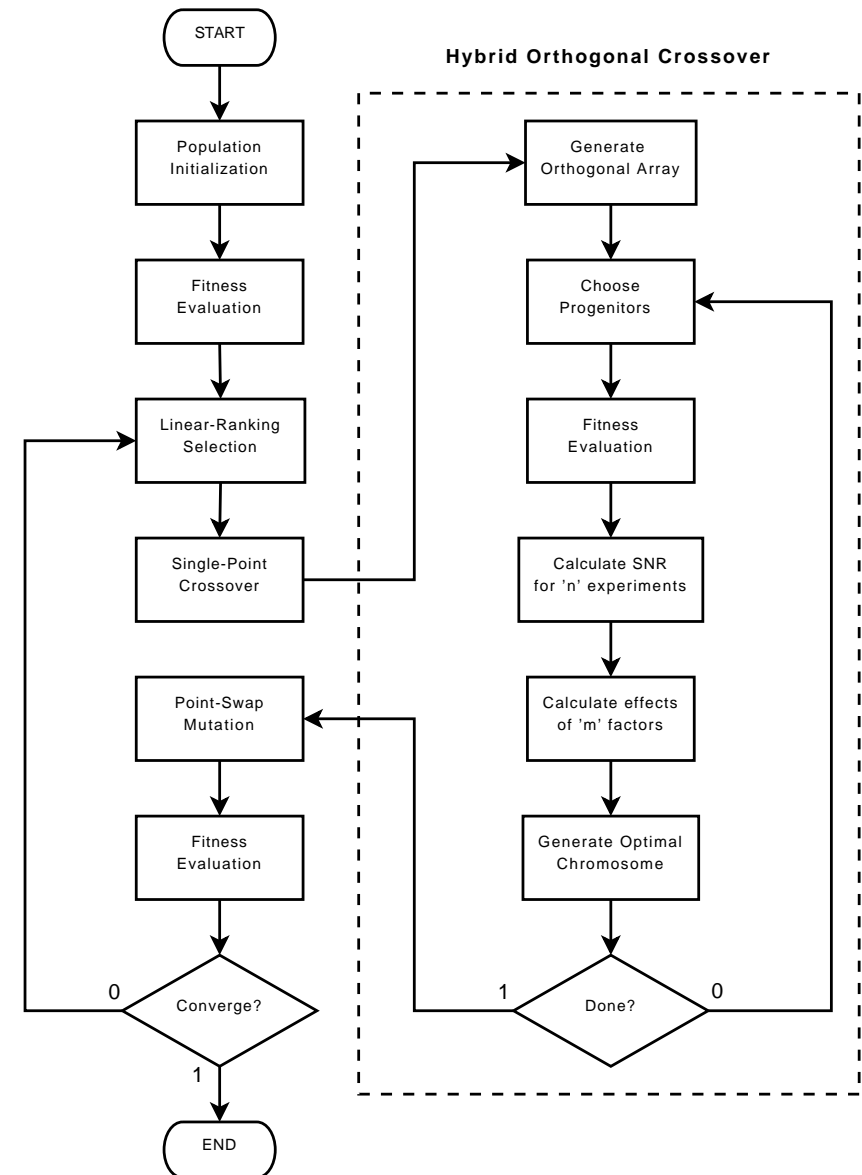 START
Hybrid Orthogonal Crossover
Population
Initialization
Fitness
Evaluation
Linear-Ranking
Selection
Single-Point
Crossover
Generate
Orthogonal Array
Choose
Progenitors
Fitness
Evaluation
Calculate SNR
for 'n' experiments
Calculate effects
of 'm' factors
Generate Optimal
Chromosome
Done?
1
0
Point-Swap
Mutation
Fitness
Evaluation
Converge?
0
1
END